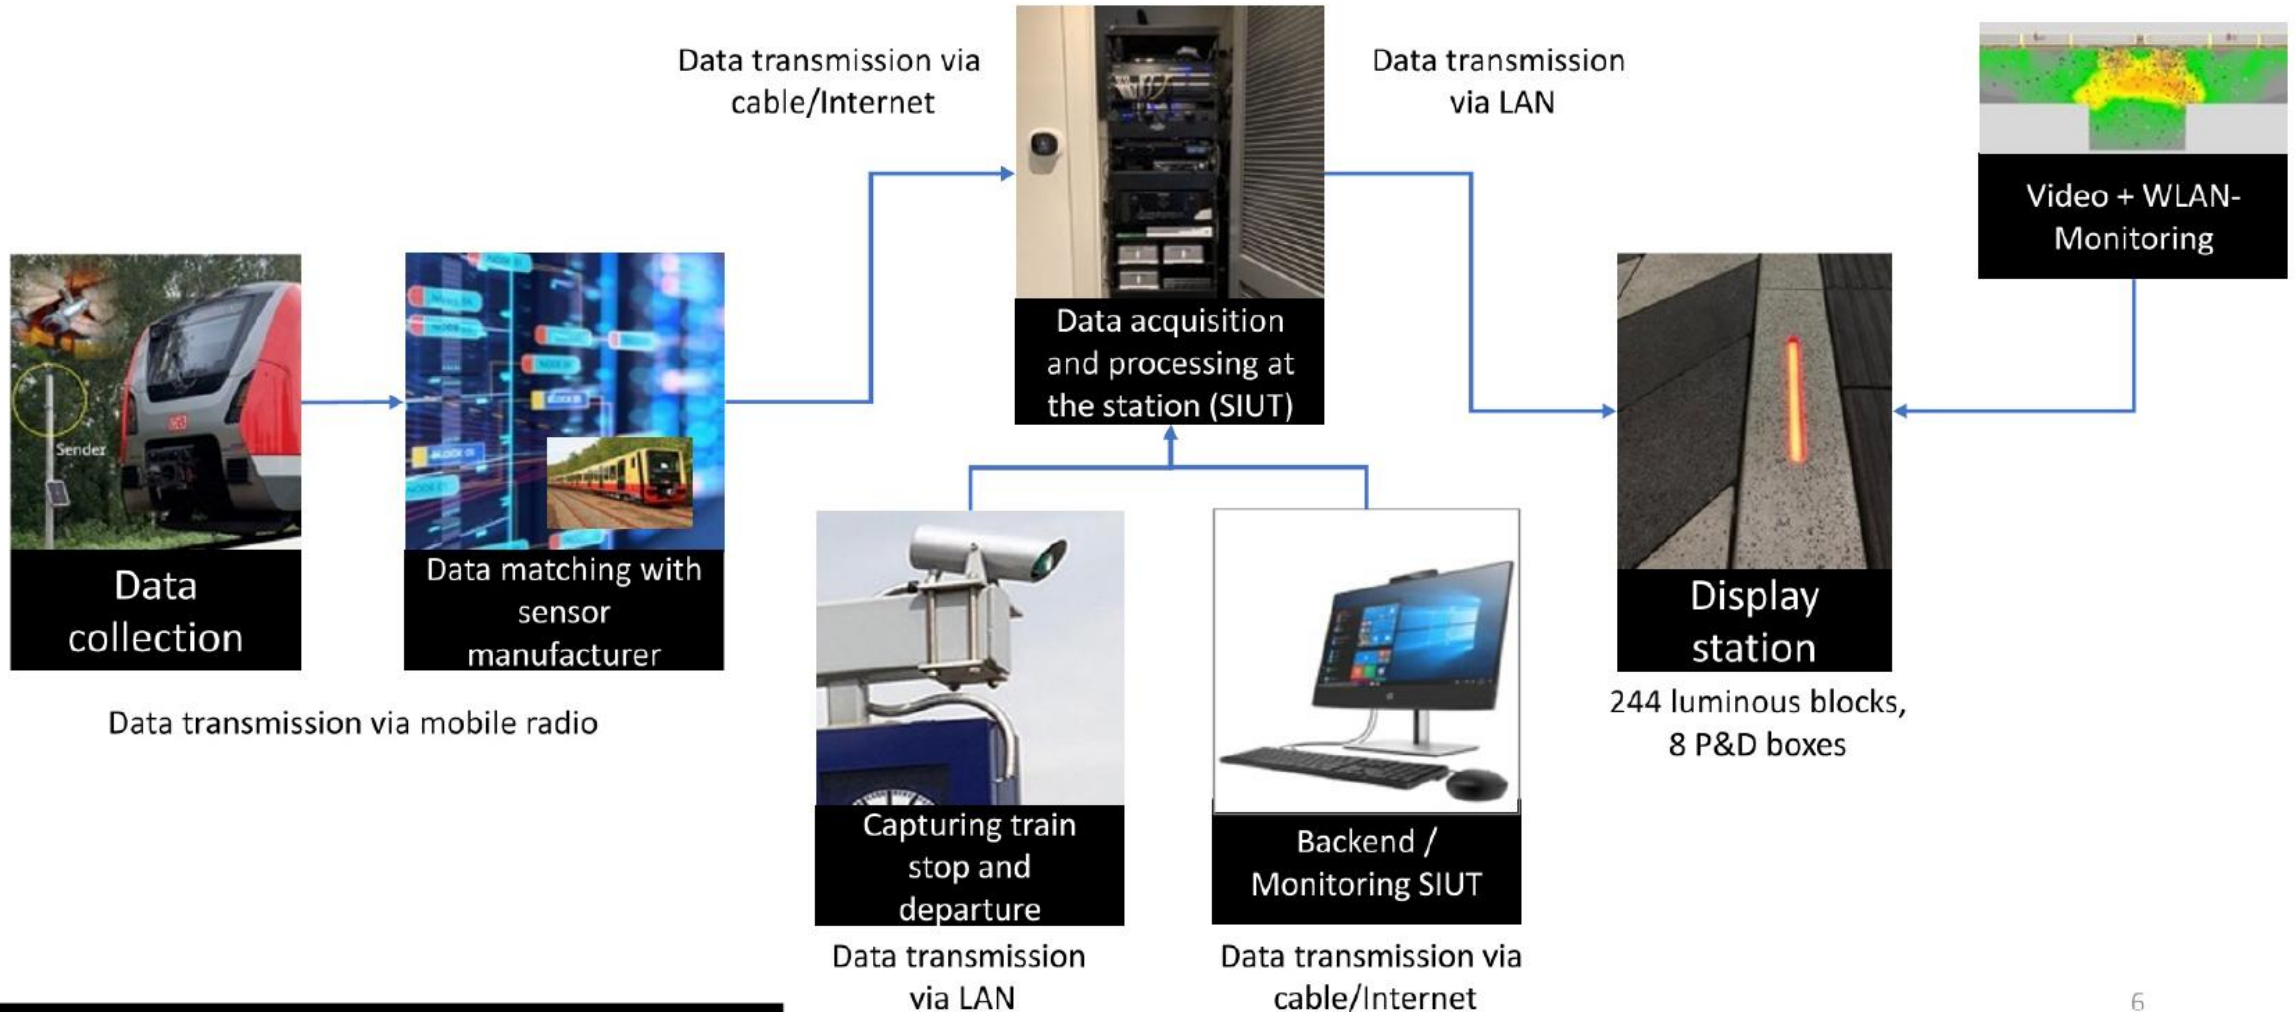 Data transmission via
cable/Internet
Data transmission
via LAN
Video + WLAN-
Monitoring
Data acquisition
and processing at
the station (SIUT)
Sender
Data
collection
Data matching with
sensor
manufacturer
Data transmission via mobile radio
Display
station
244 luminous blocks,
8 P&D boxes
Capturing train
stop and
departure
Data transmission
via LAN
Backend /
Monitoring SIUT
Data transmission via
cable/Internet
6